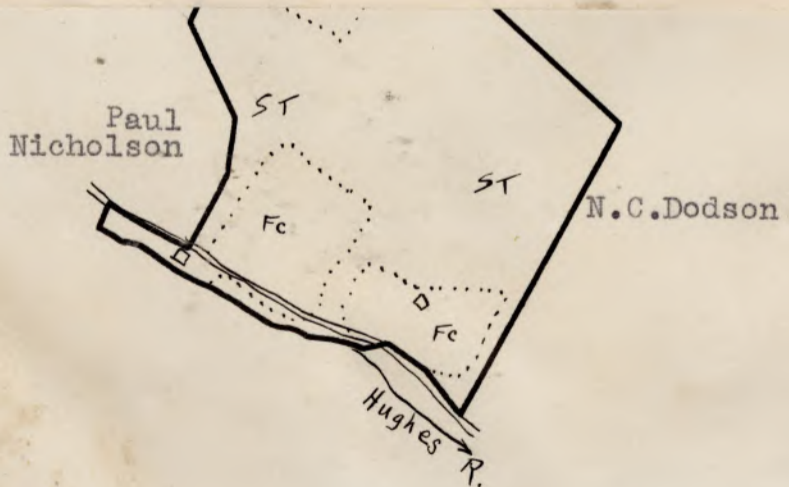 ST
Paul
Nicholson
ST
N.C.Dodson
Fc
Fc
Hughes R.